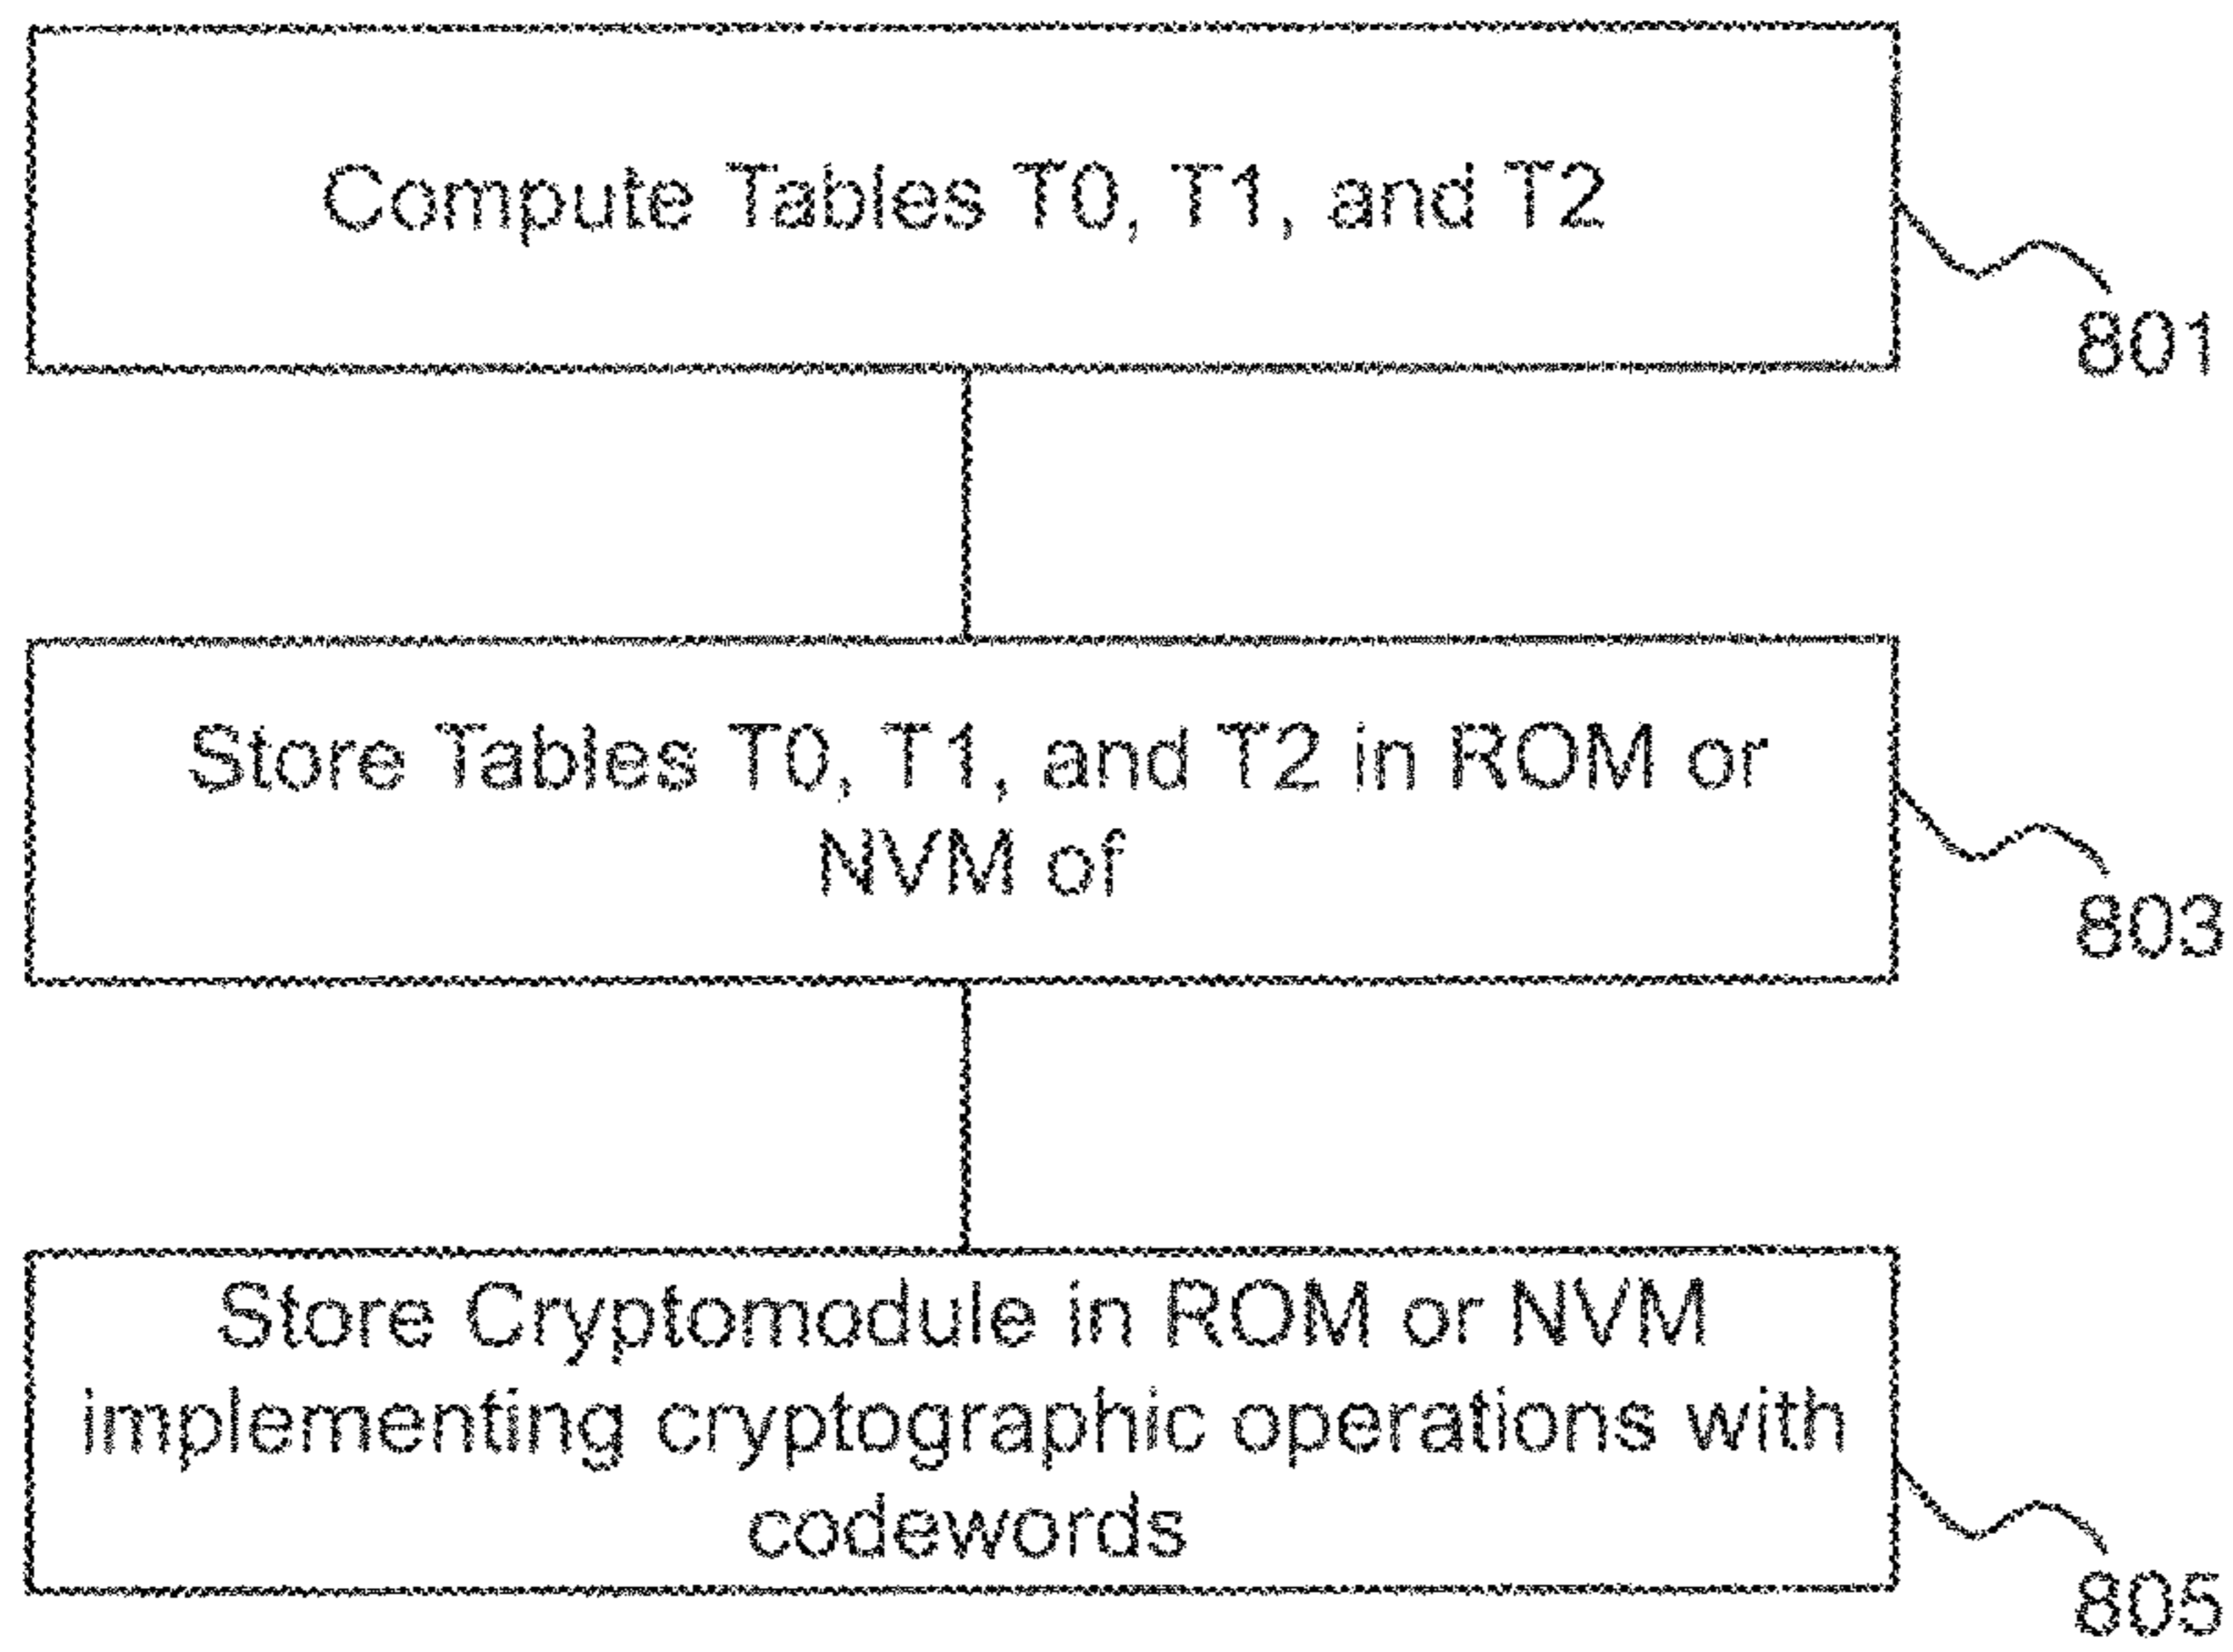 Compute Tables T0, T1, and T2
801
Store Tables T0, T1, and T2 in ROM or
NVM of
803
Store Cryptomodule in ROM or NVM
implementing cryptographic operations with
codewords
805